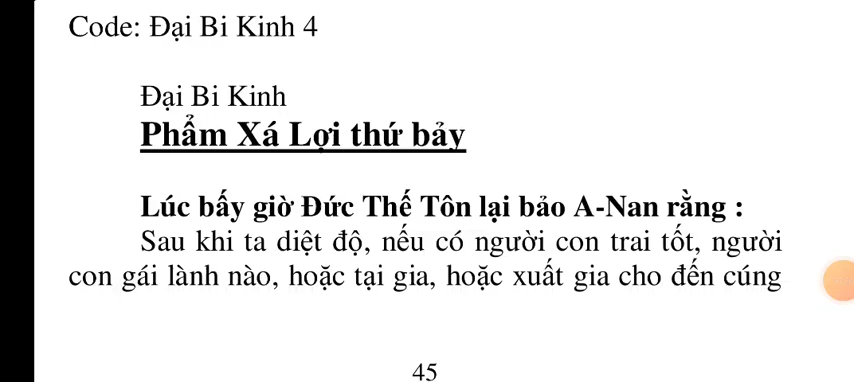 Code: Đại Bi Kinh 4
Đại Bi Kinh
Phẩm Xá Lợi thứ bảy
Lúc bấy giờ Đức Thế Tôn lại bảo A-Nan rằng :
Sau khi ta diệt độ, nếu có người con trai tốt, người
con gái lành nào, hoặc tại gia, hoặc xuất gia cho đến cúng
45